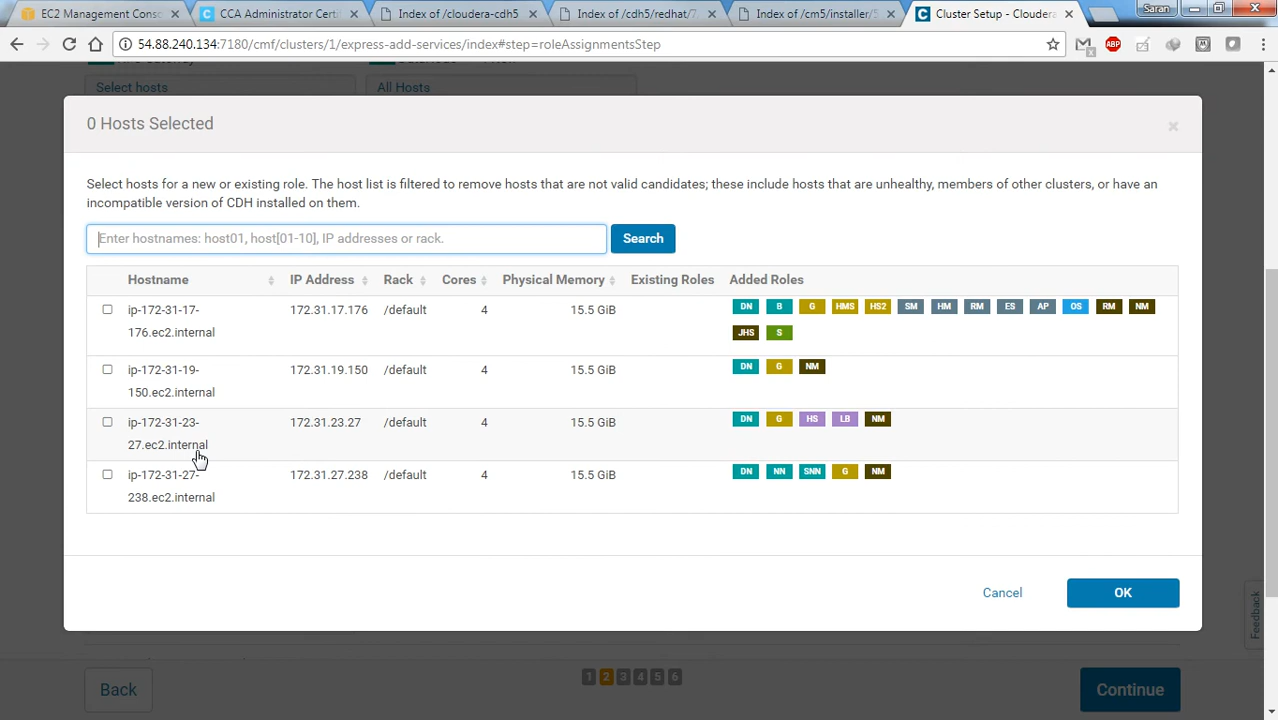 EC2 Management Conso
CCA Administrator Certif
Index of /cloudera-cdh5
Index of /cdh5/redhat/7
Index of /cm5/installer/5
Cluster Setup - Cloudera
Saran
54.88.240.134:7180/cmf/clusters/1/express-add-services/index#step=roleAssignmentsStep
ABP
Select hosts
All Hosts
0 Hosts Selected
×
Select hosts for a new or existing role. The host list is filtered to remove hosts that are not valid candidates; these include hosts that are unhealthy, members of other clusters, or have an
incompatible version of CDH installed on them.
Enter hostnames: host01, host[01-10], IP addresses or rack.
Search
Hostname IP Address Rack Cores Physical Memory Existing Roles Added Roles
ip-172-31-17- 172.31.17.176 /default 4 15.5 GiB DN B G HMS HS2 SM HM RM ES AP OS RM NM
176.ec2.internal JHS S
ip-172-31-19- 172.31.19.150 /default 4 15.5 GiB DN G NM
150.ec2.internal
ip-172-31-23- 172.31.23.27 /default 4 15.5 GiB DN G HS LB NM
27.ec2.internal
ip-172-31-27- 172.31.27.238 /default 4 15.5 GiB DN NN SNN G NM
238.ec2.internal
Cancel
OK
Feedback
Back
1 2 3 4 5 6
Continue